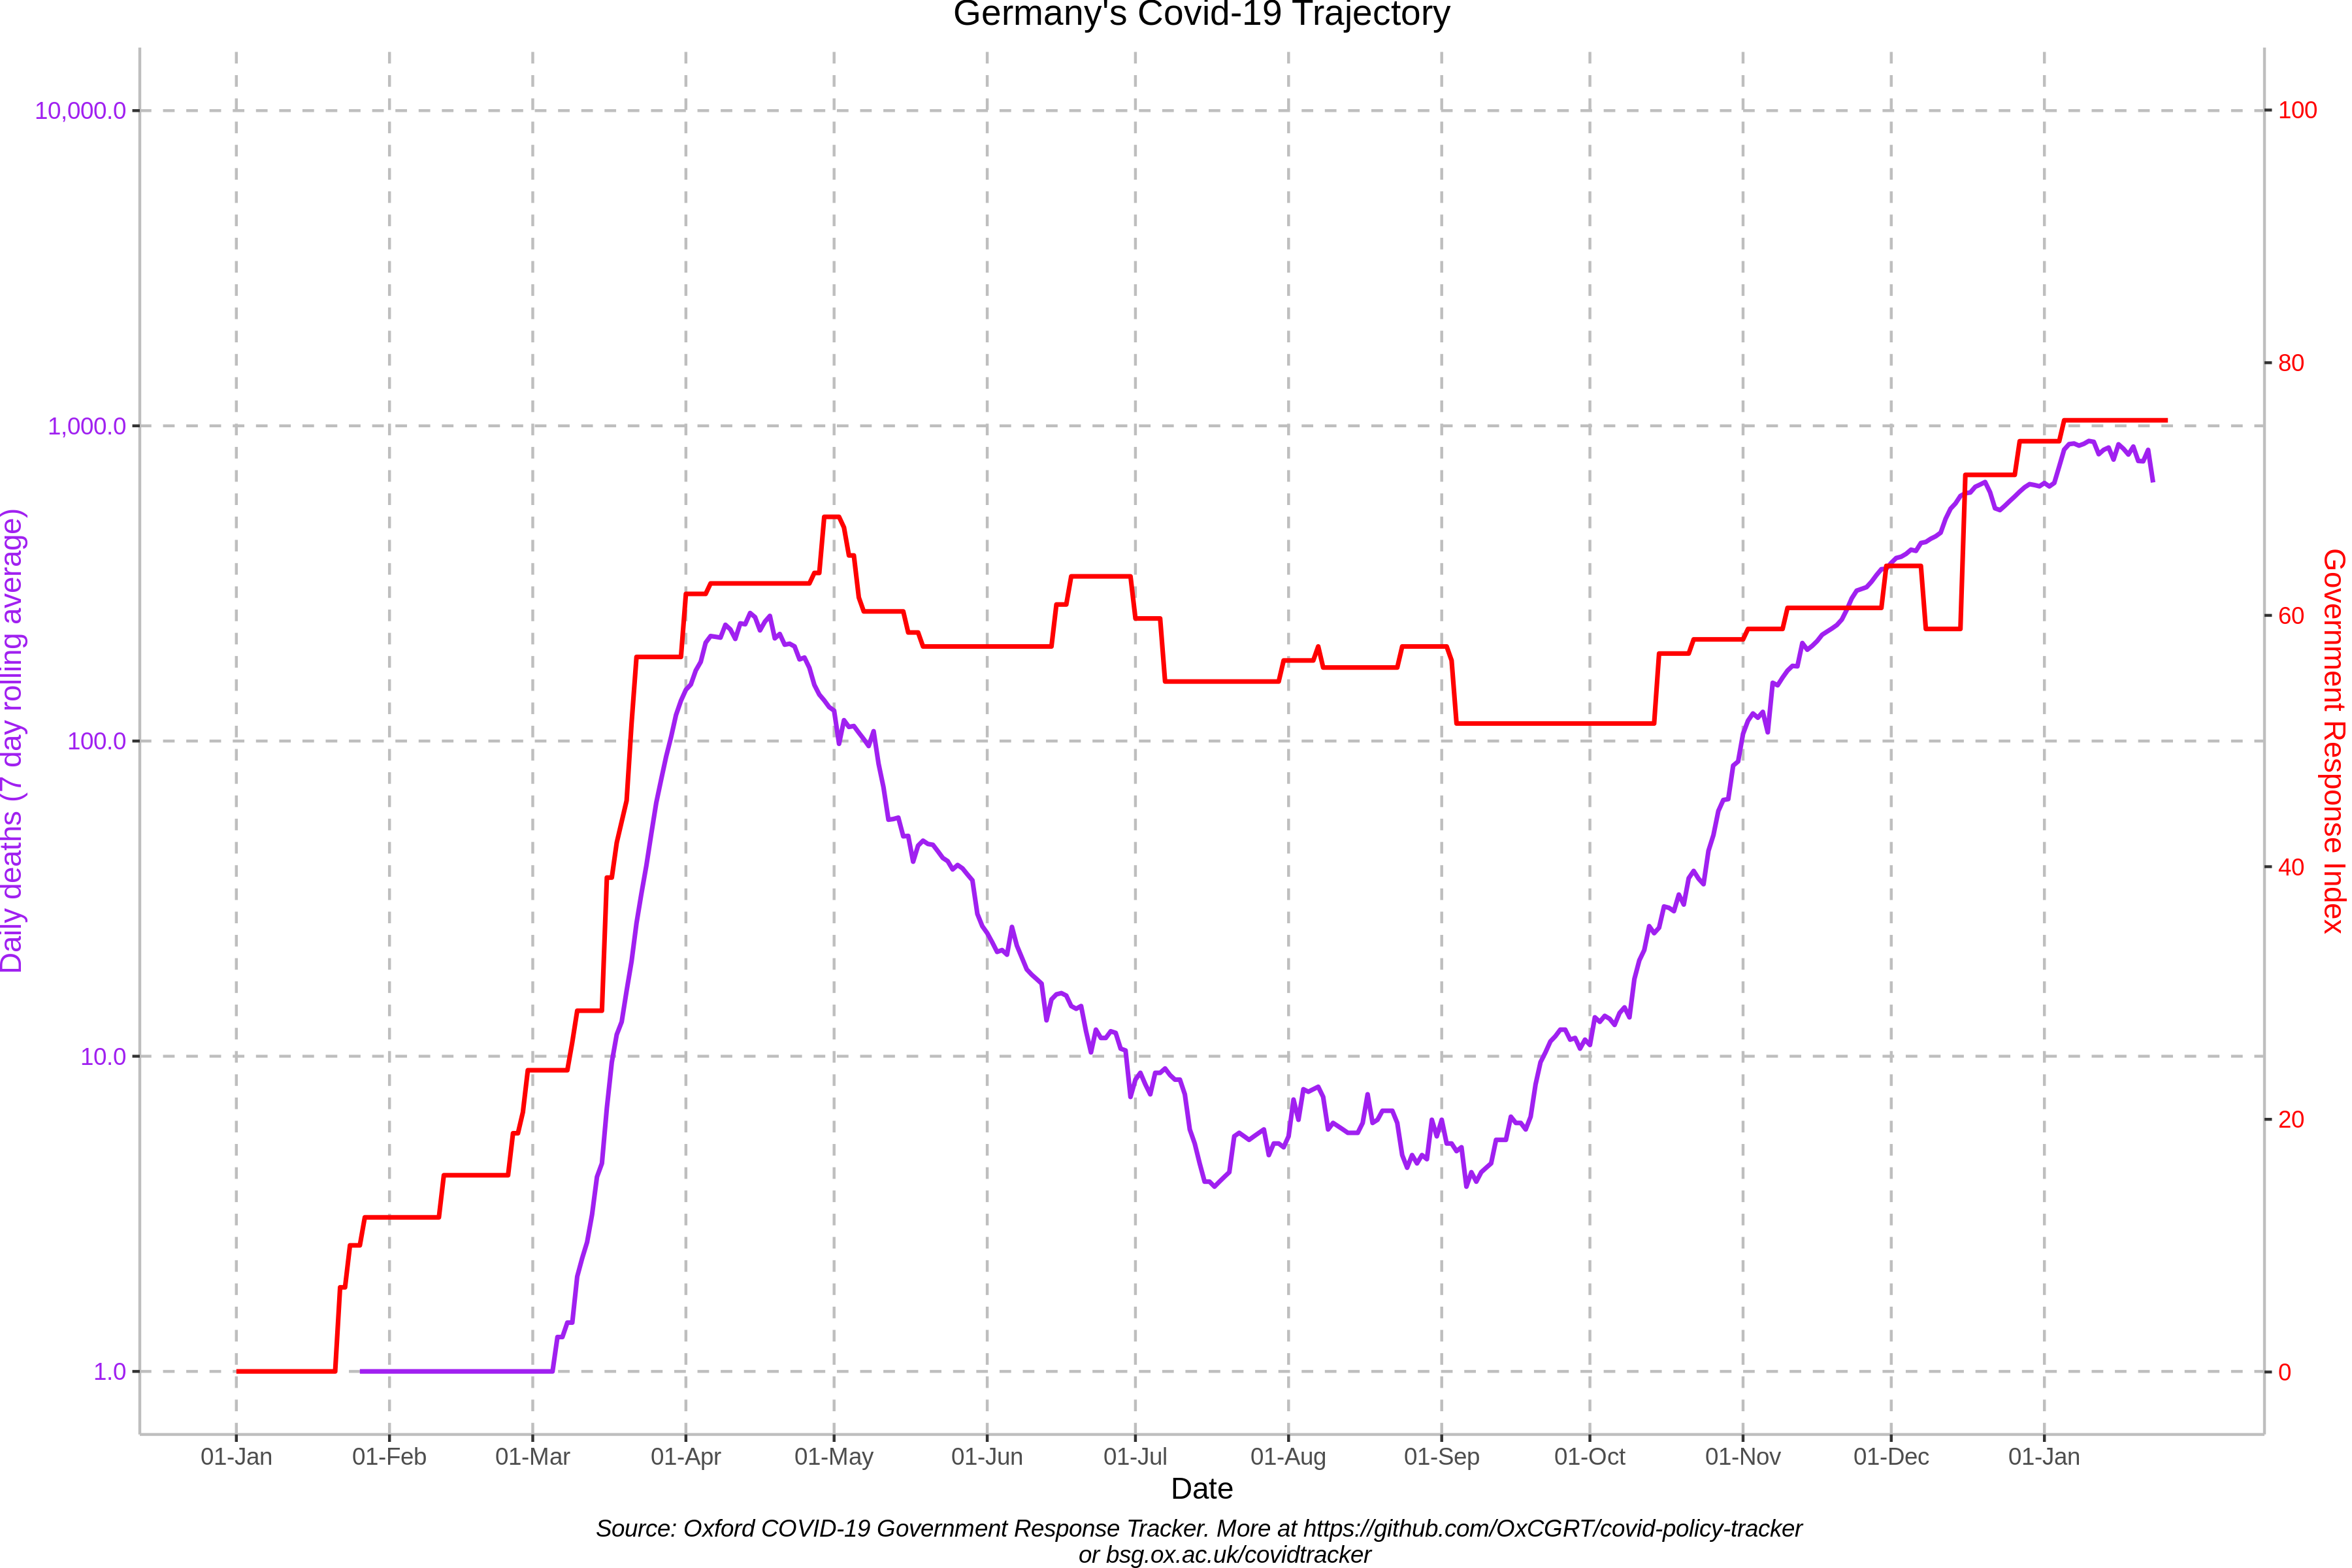 Germany's Covid-19 Trajectory
10,000.0
1,000.0
100.0
10.0
1.0
Daily deaths (7 day rolling average)
100
80
60
40
20
0
Government Response Index
01-Jan 01-Feb 01-Mar 01-Apr 01-May 01-Jun 01-Jul 01-Aug 01-Sep 01-Oct 01-Nov 01-Dec 01-Jan
Date
Source: Oxford COVID-19 Government Response Tracker. More at https://github.com/OxCGRT/covid-policy-tracker
or bsg.ox.ac.uk/covidtracker